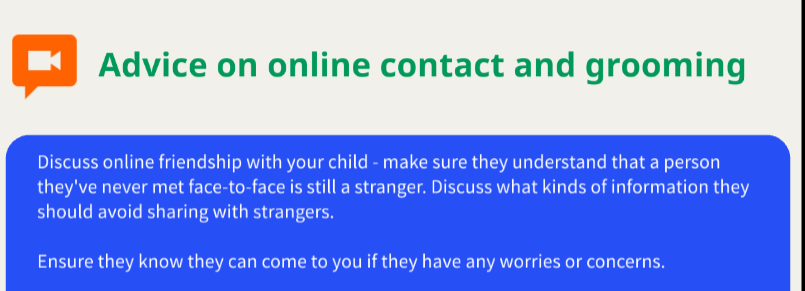 Advice on online contact and grooming
Discuss online friendship with your child - make sure they understand that a person
they've never met face-to-face is still a stranger. Discuss what kinds of information they
should avoid sharing with strangers.
Ensure they know they can come to you if they have any worries or concerns.